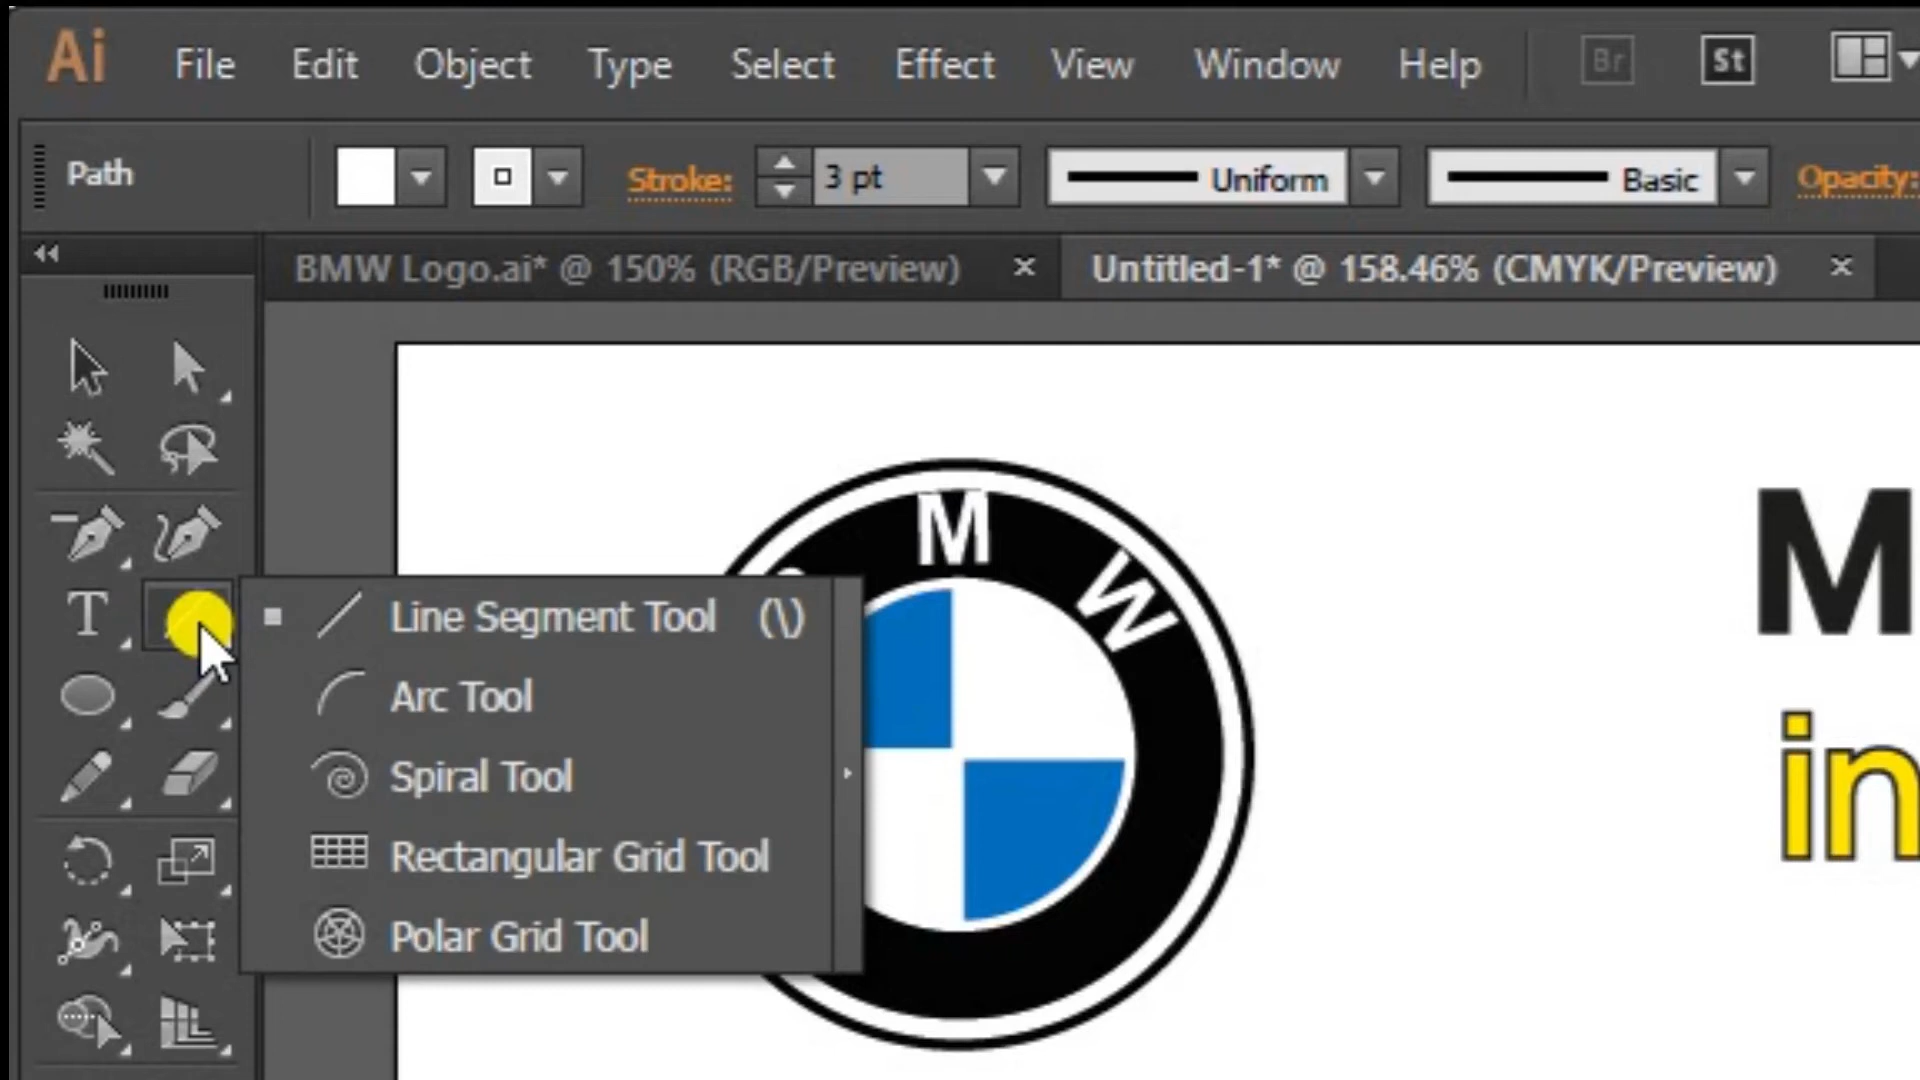 Ai File Edit Object Type Select Effect View Window Help Br St
Path Stroke: 3 pt Uniform Basic Opacity:
BMW Logo.ai* @ 150% (RGB/Preview) × Untitled-1* @ 158.46% (CMYK/Preview) ×
M
W
M
T
Line Segment Tool (\)
Arc Tool
in
Spiral Tool
Rectangular Grid Tool
Polar Grid Tool